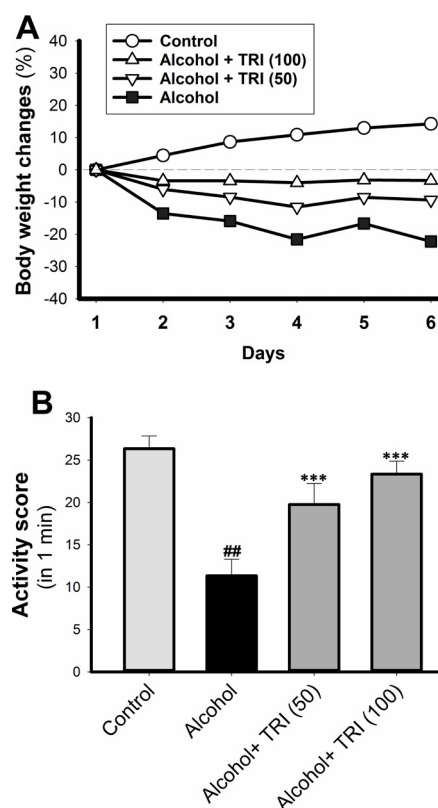 A
Body weight changes (%)
40
30
20
10
0
-10
-20
-30
-40
Control
Alcohol + TRI (100)
Alcohol + TRI (50)
Alcohol
1 2 3 4 5 6
Days
B
Activity score
(in 1 min)
30
25
20
15
10
5
0
##
***
***
Control
Alcohol
Alcohol+ TRI (50)
Alcohol+ TRI (100)